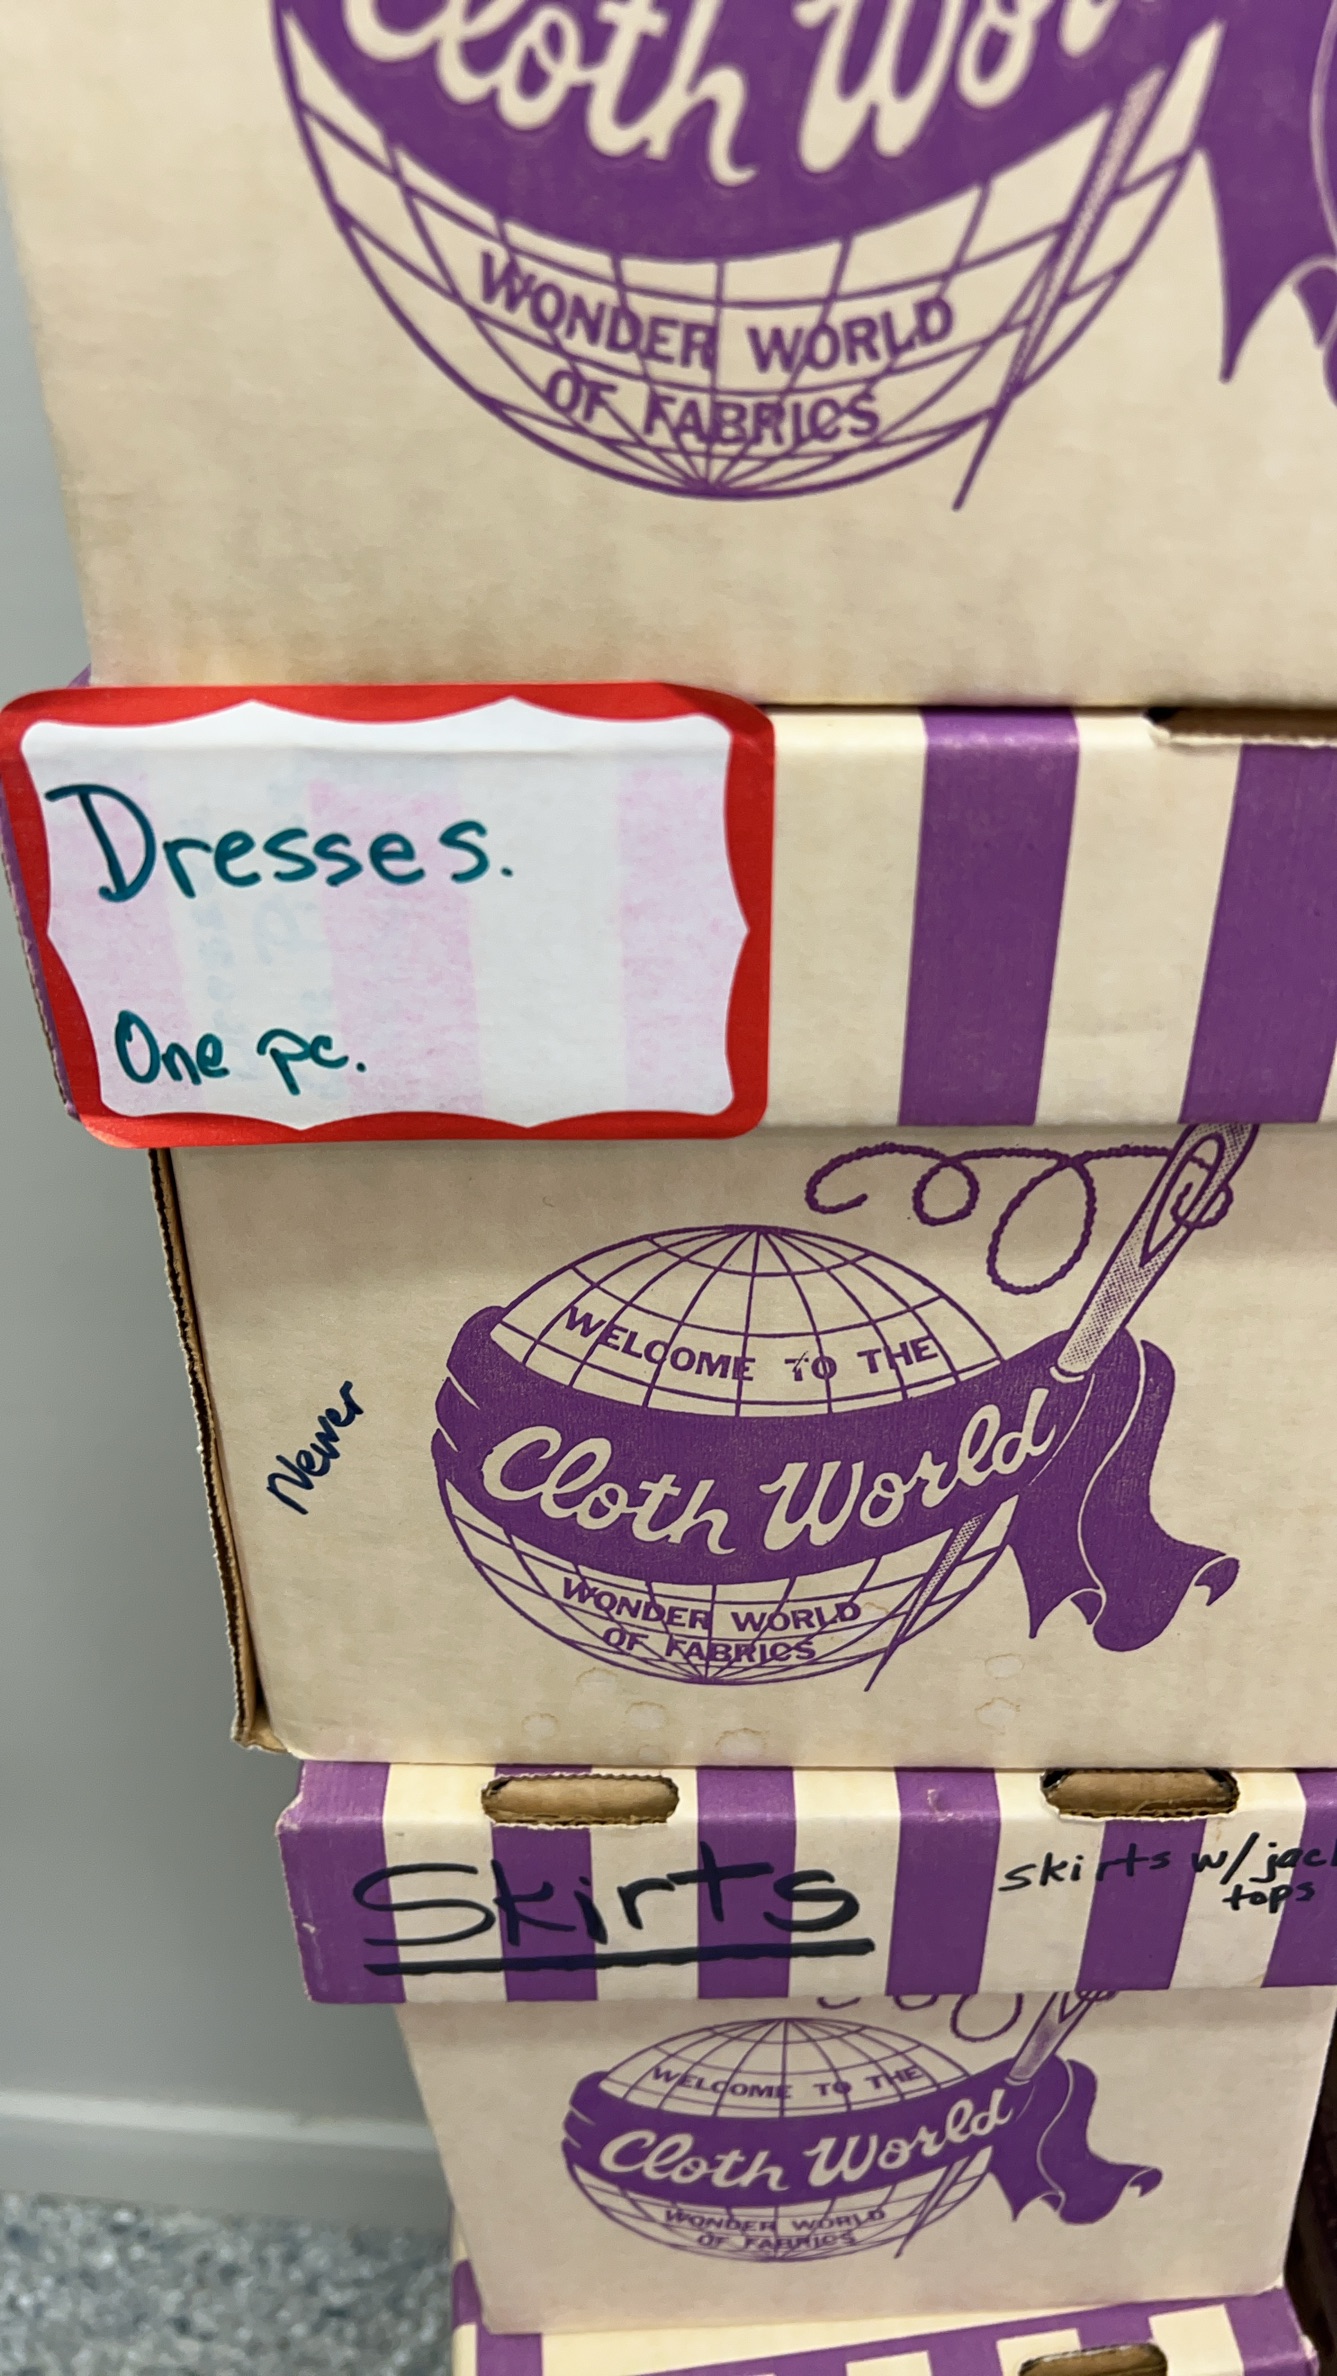 Cloth
WONDER WORLD
OF FABRICS
Dresses.
One pc.
WELCOME TO THE
Cloth World
WONDER WORLD
OF FABRICS
Newer
Skirts
skirts w/
tops
WELCOME TO THE
Cloth World
WONDER WORLD
OF FABRICS